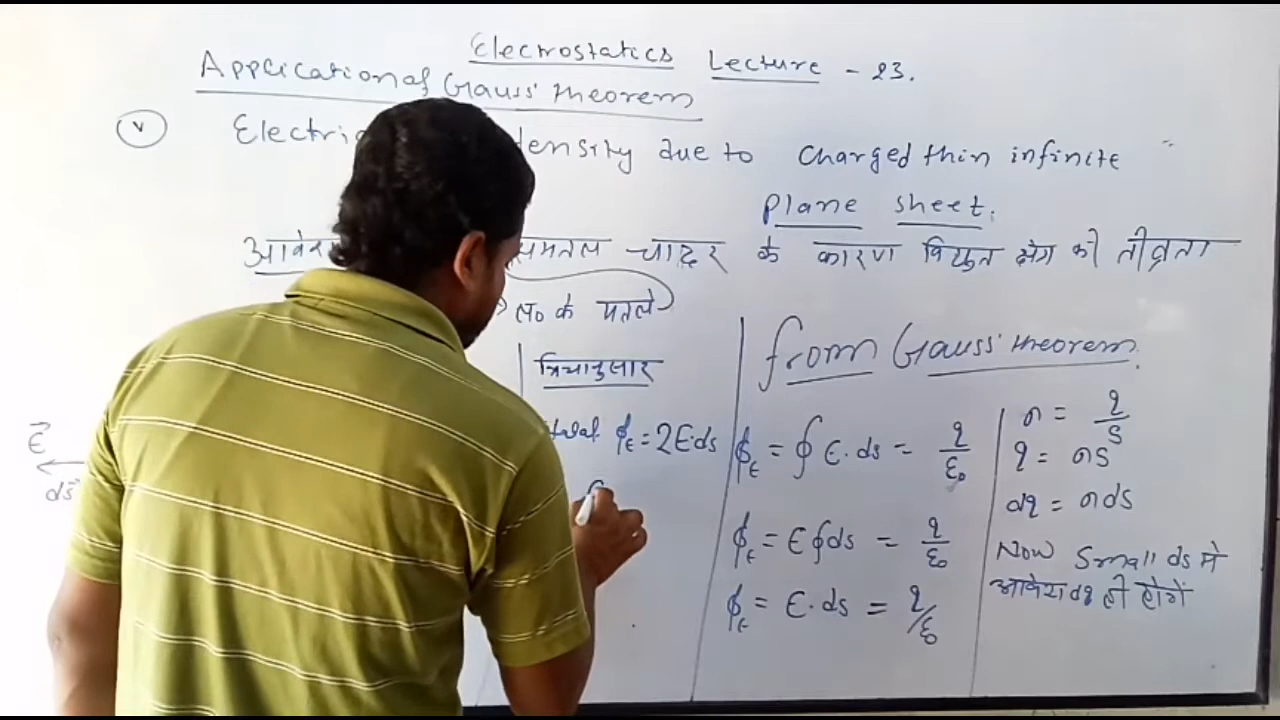 Electrostatics Lecture - 23.
Application of Gauss' theorem
V
Electric density due to charged thin infinite
plane sheet.
समतल चादर के कारण विद्युत क्षेत्र की तीव्रता
के पतले
from Gauss' theorem.
चित्रानुसार
total ϕE = 2E·ds
ϕE = ∮ E·ds = q/ε0
ϕE = E∮ds = q/ε0
ϕE = E·ds = q/ε0
σ = q/S
q = σS
dq = σds
Now small ds में
आवेश dq ही होगें
E
ds